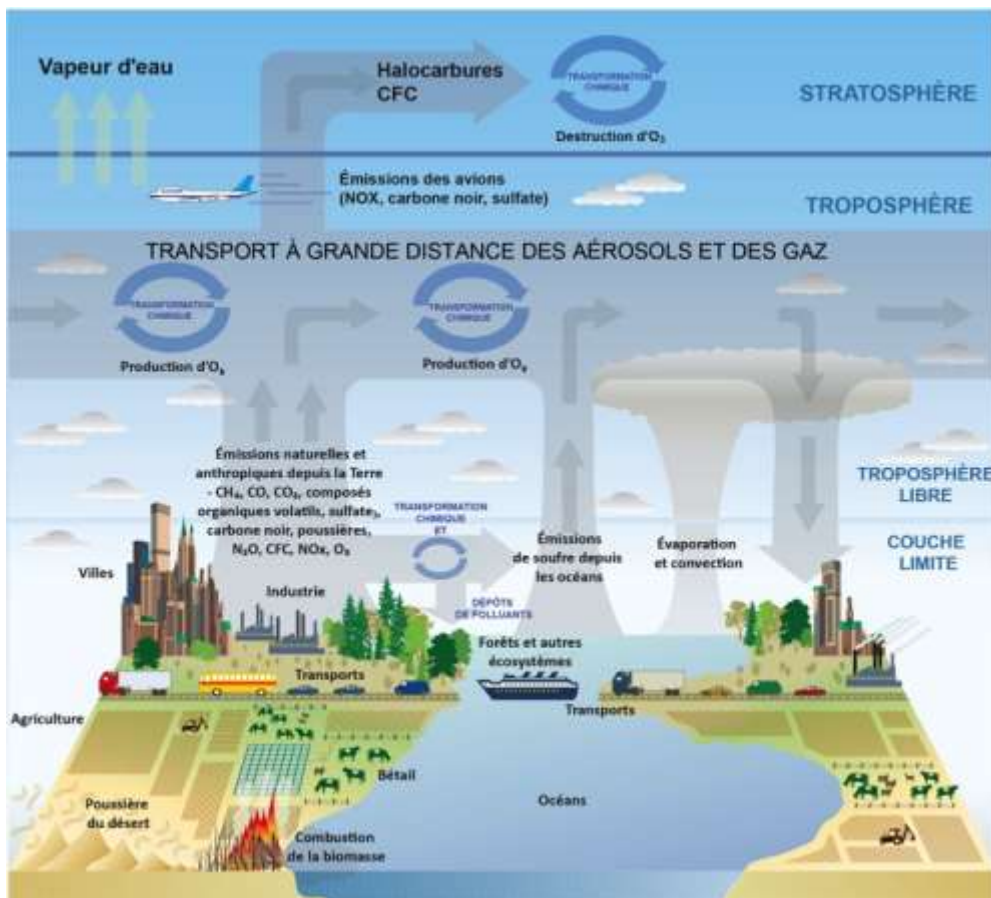 Vapeur d'eau
Halocarbures
CFC
TRANSFORMATION
CHIMIQUE
Destruction d'O₃
STRATOSPHÈRE
Émissions des avions
(NOX, carbone noir, sulfate)
TROPOSPHÈRE
TRANSPORT À GRANDE DISTANCE DES AÉROSOLS ET DES GAZ
TRANSFORMATION
CHIMIQUE
Production d'O₃
TRANSFORMATION
CHIMIQUE
Production d'O₃
Émissions naturelles et
anthropiques depuis la Terre
- CH₄, CO, CO₂, composés
organiques volatils, sulfate,
carbone noir, poussières,
N₂O, CFC, NOx, O₃
TROPOSPHÈRE
LIBRE
TRANSFORMATION
CHIMIQUE
ET
DÉPÔTS
DE POLLUANTS
Émissions
de soufre depuis
les océans
Évaporation
et convection
COUCHE
LIMITE
Villes
Industrie
Forêts et autres
écosystèmes
Transports
Transports
Agriculture
Bétail
Océans
Poussière
du désert
Combustion
de la biomasse